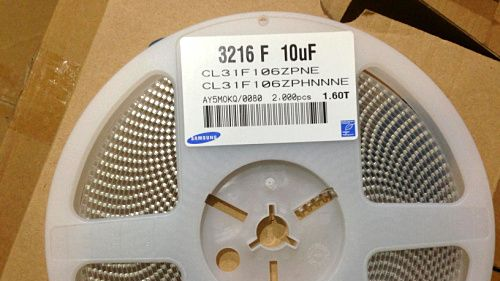 3216 F 10uF
CL31F106ZPNE
CL31F106ZPHNNNE
AY5MOKQ/0080 2.000pcs 1.60T
SAMSUNG